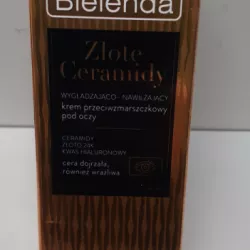 Bielenda
Złote
Ceramidy
WYGŁADZAJĄCO - NAWILŻAJĄCY
krem przeciwzmarszczkowy
pod oczy
CERAMIDY
ZŁOTO 24K
KWAS HIALURONOWY
cera dojrzała,
również wrażliwa